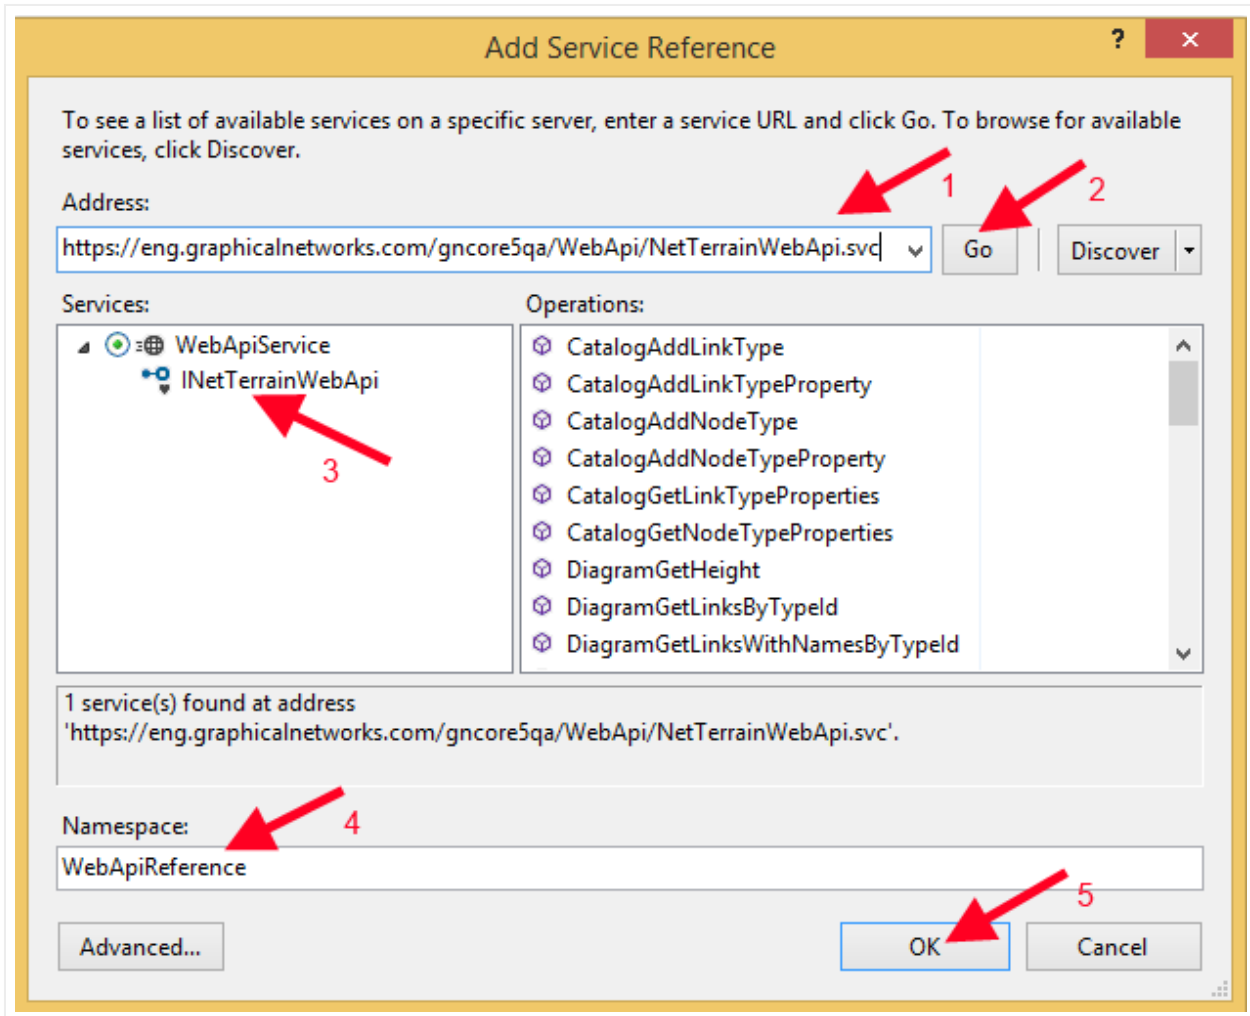 Add Service Reference
?
To see a list of available services on a specific server, enter a service URL and click Go. To browse for available
services, click Discover.
1
2
Address:
https://eng.graphicalnetworks.com/gncore5qa/WebApi/NetTerrainWebApi.svc
Go
Discover
Services:
Operations:
WebApiService
INetTerrainWebApi
3
CatalogAddLinkType
CatalogAddLinkTypeProperty
CatalogAddNodeType
CatalogAddNodeTypeProperty
CatalogGetLinkTypeProperties
CatalogGetNodeTypeProperties
DiagramGetHeight
DiagramGetLinksByTypeId
DiagramGetLinksWithNamesByTypeId
1 service(s) found at address
'https://eng.graphicalnetworks.com/gncore5qa/WebApi/NetTerrainWebApi.svc'.
Namespace:
4
WebApiReference
5
Advanced...
OK
Cancel